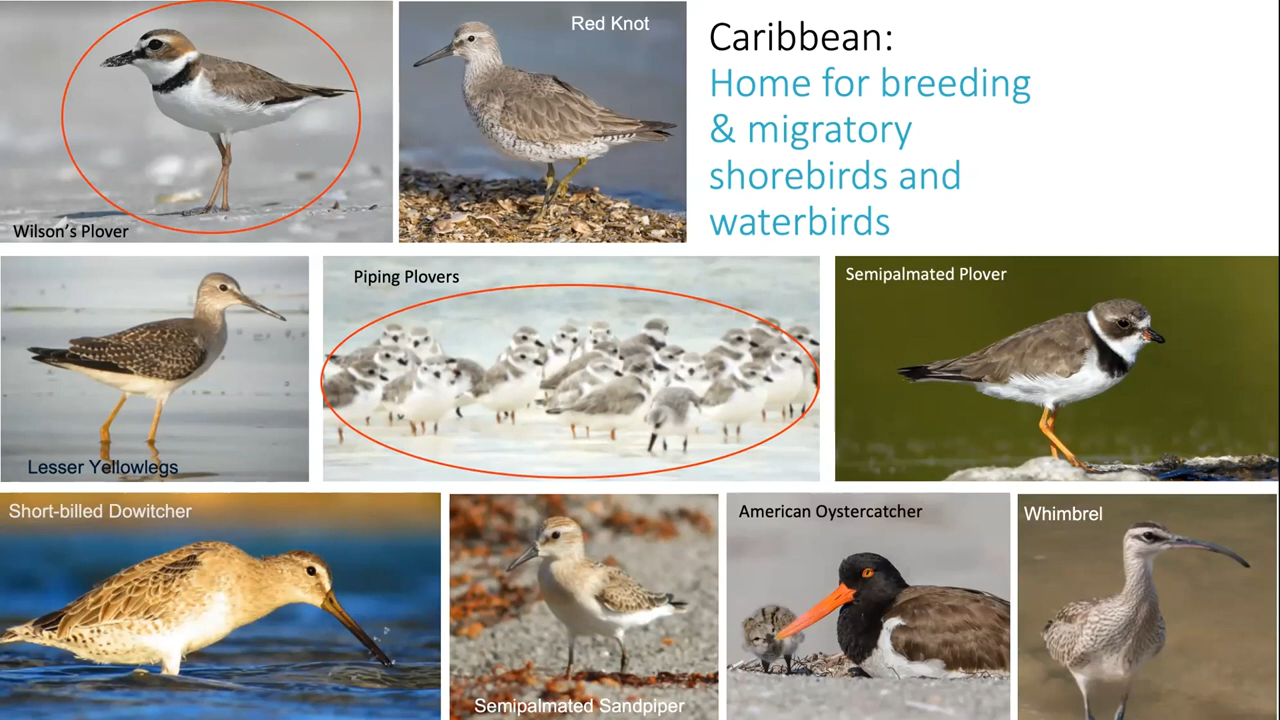 Red Knot
Caribbean:
Home for breeding
& migratory
shorebirds and
waterbirds
Wilson's Plover
Piping Plovers
Semipalmated Plover
Lesser Yellowlegs
Short-billed Dowitcher
American Oystercatcher
Whimbrel
Semipalmated Sandpiper